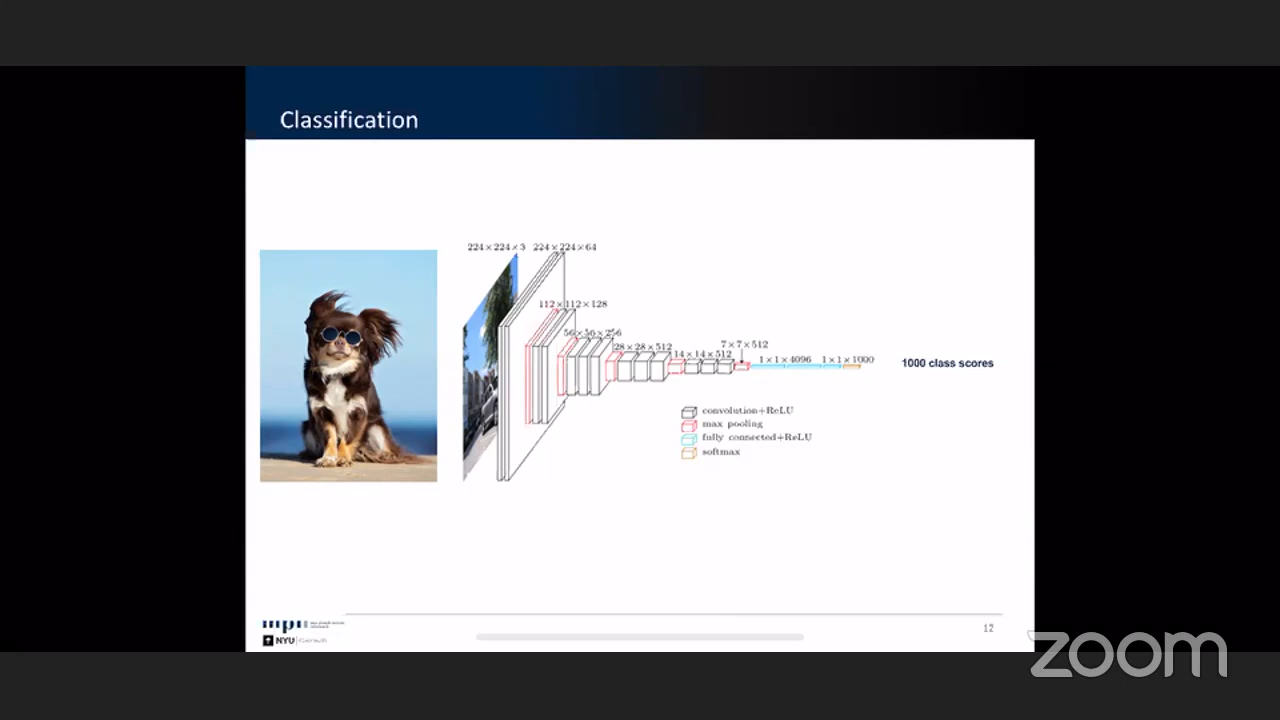 Classification
224×224×3 224×224×64
112×112×128
56×56×256
28×28×512
14×14×512
7×7×512
1×1×4096 1×1×1000
1000 class scores
convolution+ReLU
max pooling
fully connected+ReLU
softmax
NYU
12
zoom